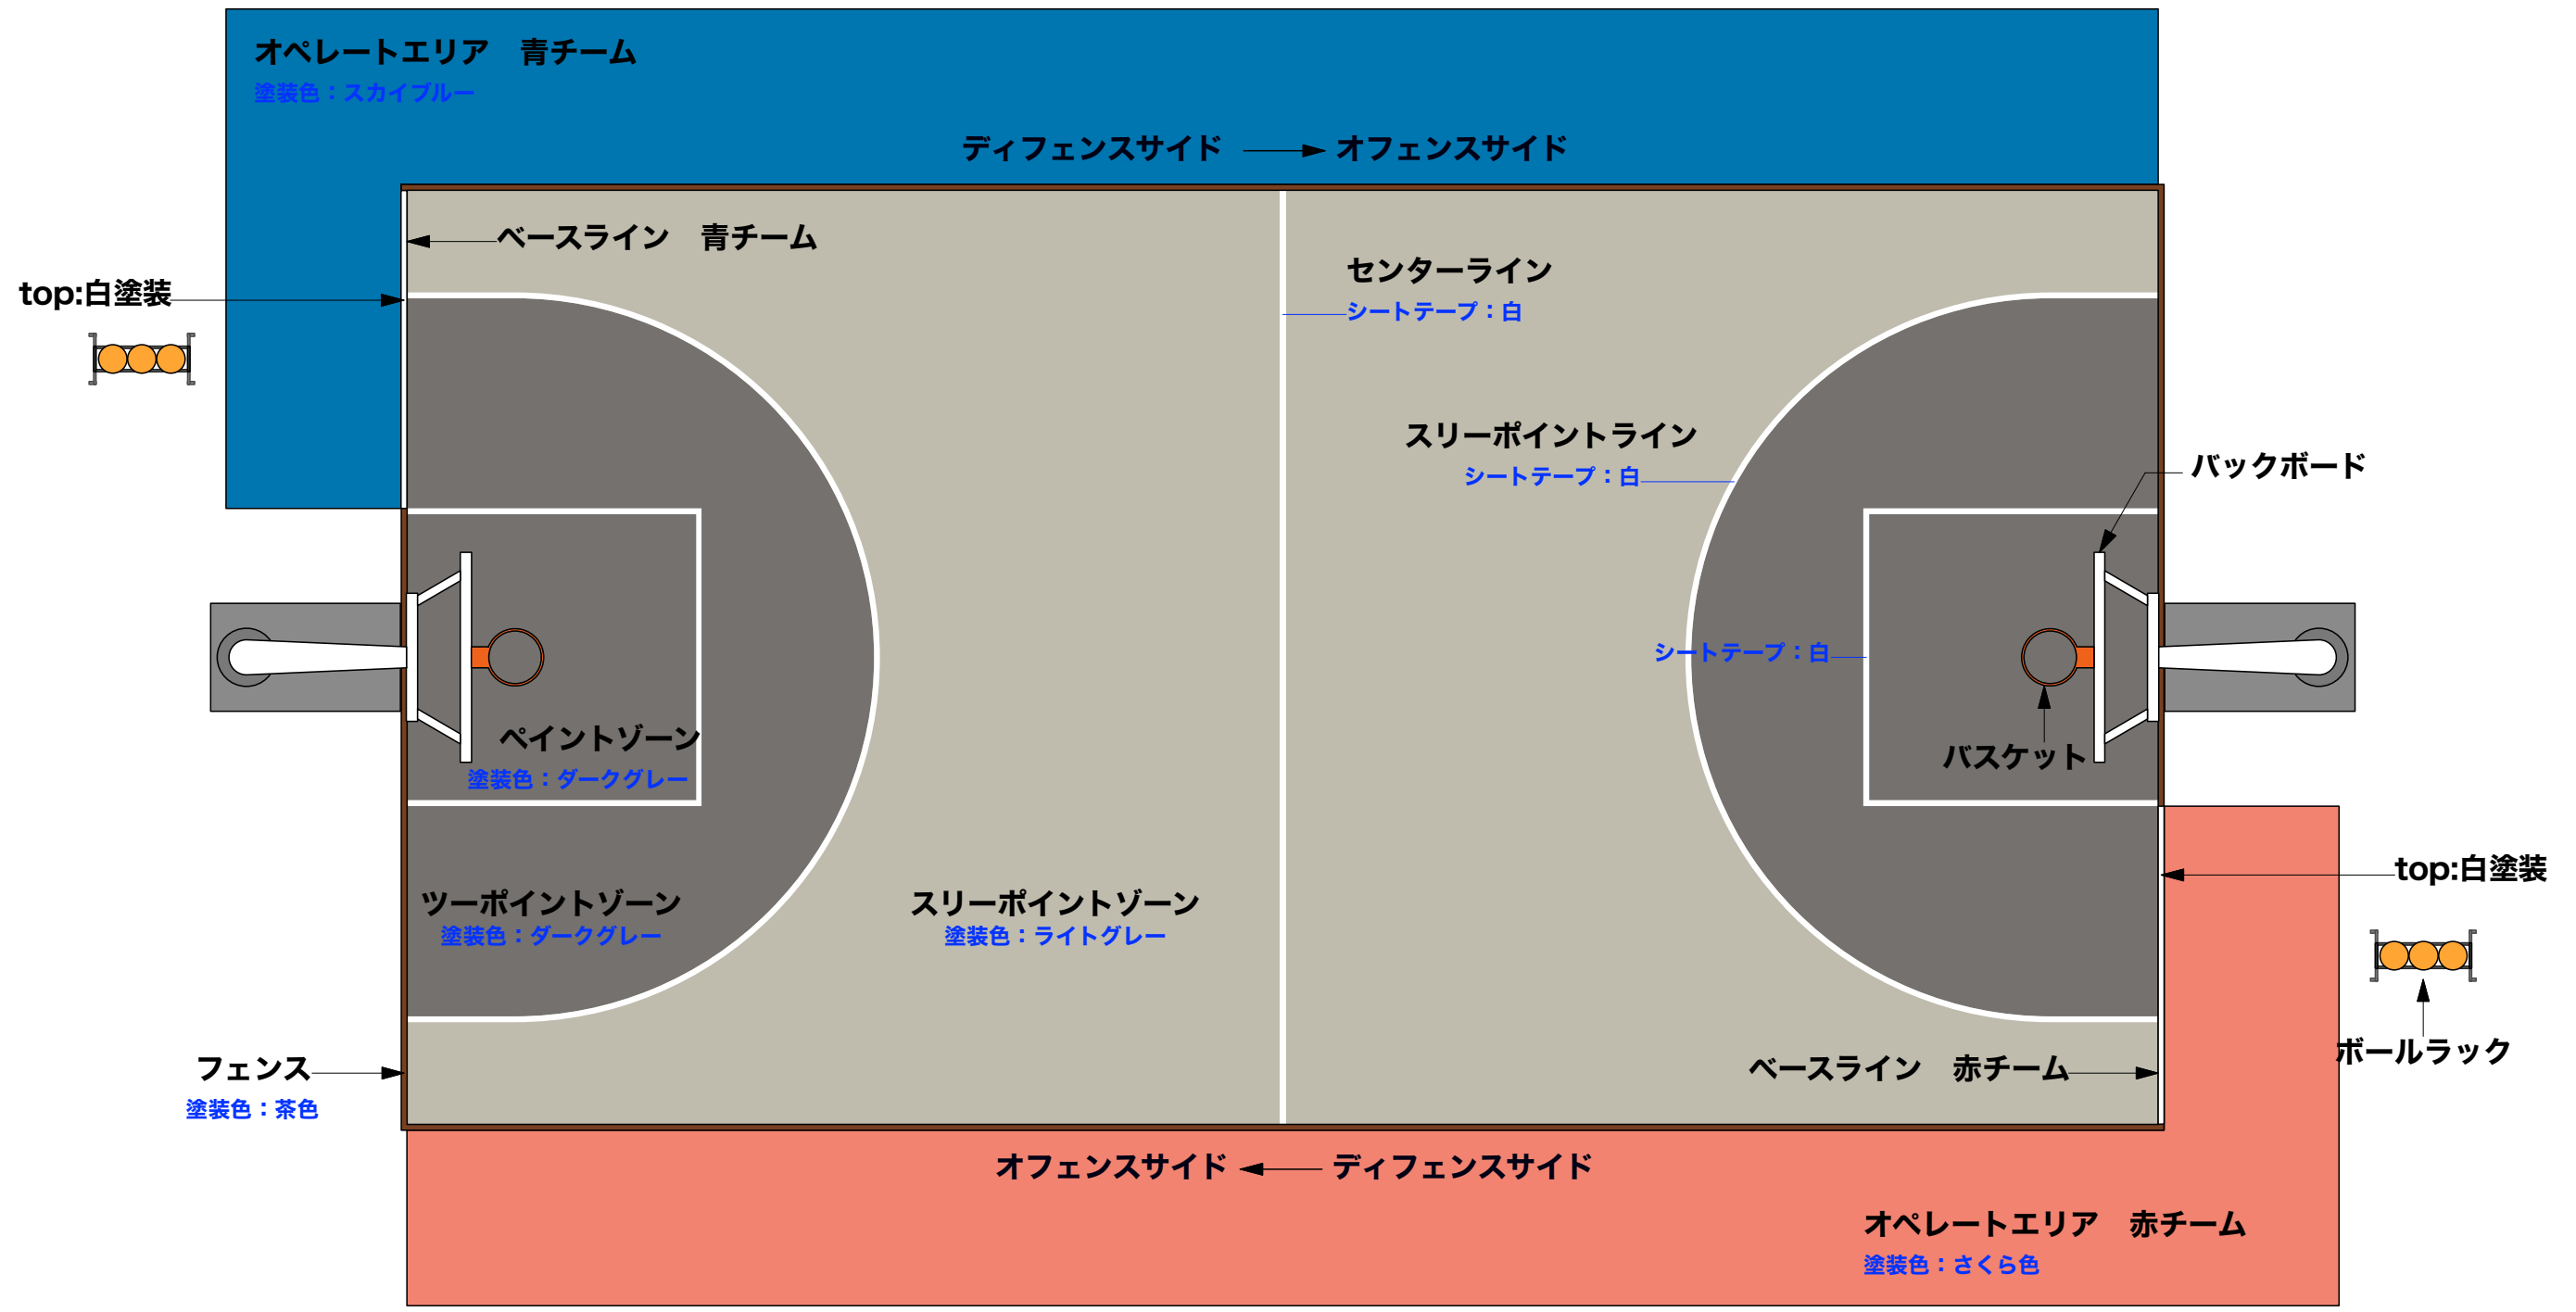 オペレートエリア　青チーム
塗装色：スカイブルー
ディフェンスサイド
オフェンスサイド
ベースライン　青チーム
top:白塗装
センターライン
シートテープ：白
スリーポイントライン
シートテープ：白
バックボード
シートテープ：白
ペイントゾーン
塗装色：ダークグレー
バスケット
ツーポイントゾーン
塗装色：ダークグレー
スリーポイントゾーン
塗装色：ライトグレー
top:白塗装
ボールラック
フェンス
塗装色：茶色
ベースライン　赤チーム
オフェンスサイド
ディフェンスサイド
オペレートエリア　赤チーム
塗装色：さくら色